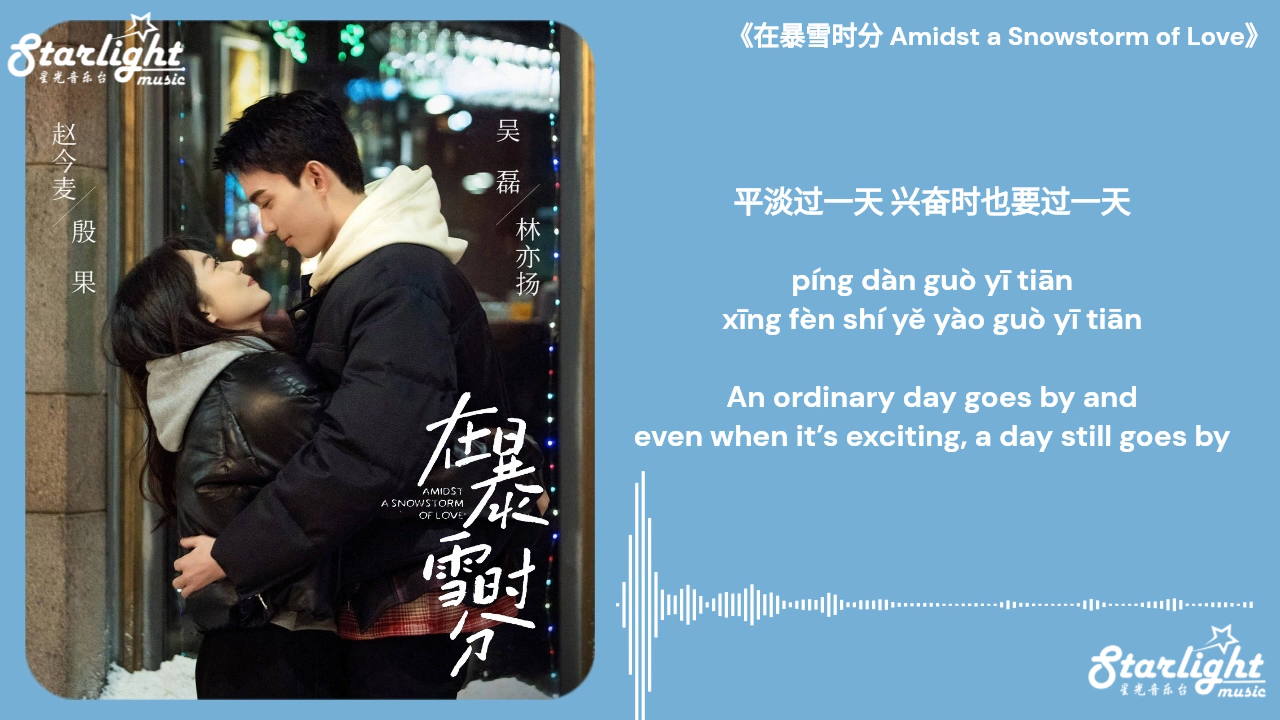 Starlight
星光音乐台 music
《在暴雪时分 Amidst a Snowstorm of Love》
赵今麦
殷果
吴磊
林亦扬
平淡过一天 兴奋时也要过一天
píng dàn guò yī tiān
xīng fèn shí yě yào guò yī tiān
An ordinary day goes by and
even when it’s exciting, a day still goes by
在暴
AMIDST
A SNOWSTORM
OF LOVE
雪时
分
Starlight
星光音乐台 music